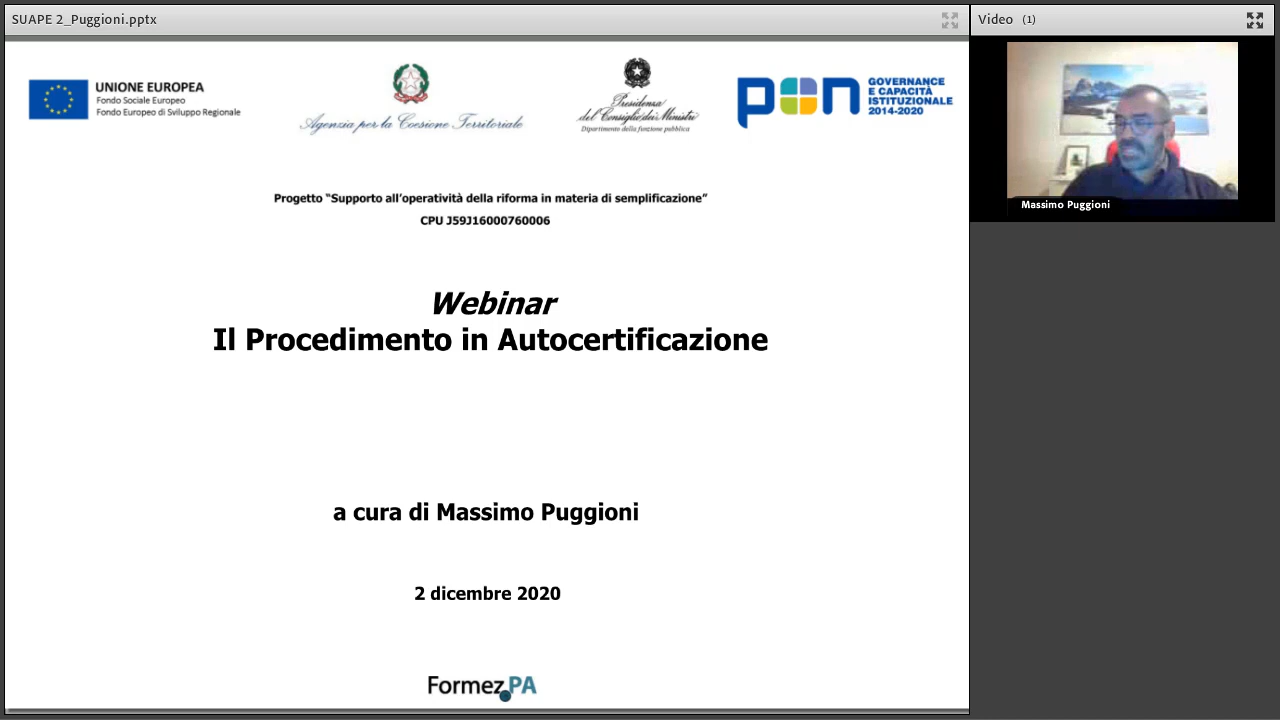 SUAPE 2_Puggioni.pptx
Video (1)
UNIONE EUROPEA
Fondo Sociale Europeo
Fondo Europeo di Sviluppo Regionale
Agenzia per la Coesione Territoriale
Presidenza
del Consiglio dei Ministri
Dipartimento della funzione pubblica
pon
GOVERNANCE
E CAPACITÀ
ISTITUZIONALE
2014-2020
Massimo Puggioni
Progetto “Supporto all’operatività della riforma in materia di semplificazione”
CPU J59J16000760006
Webinar
Il Procedimento in Autocertificazione
a cura di Massimo Puggioni
2 dicembre 2020
Formez PA